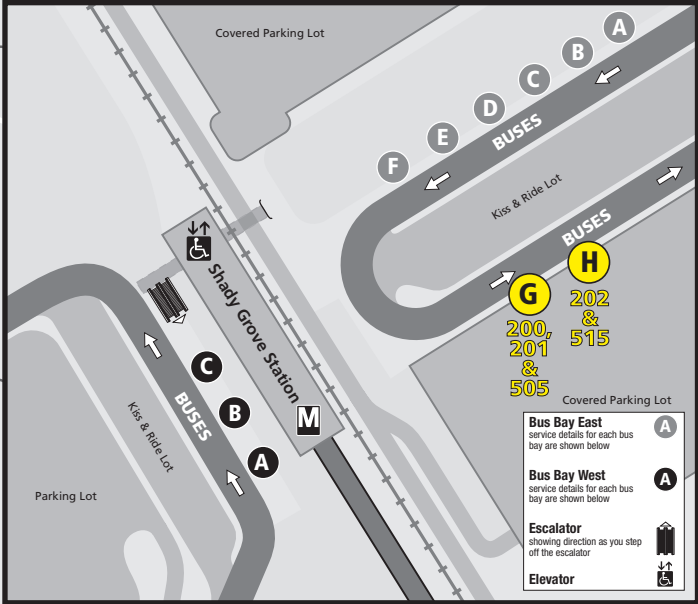 Covered Parking Lot
A
B
C
D
E
F
BUSES
Kiss & Ride Lot
BUSES
H
202
&
515
G
200,
201
&
505
Covered Parking Lot
Shady Grove Station
M
C
B
A
BUSES
Kiss & Ride Lot
Parking Lot
Bus Bay East
service details for each bus
bay are shown below
A
Bus Bay West
service details for each bus
bay are shown below
A
Escalator
showing direction as you step
off the escalator
Elevator